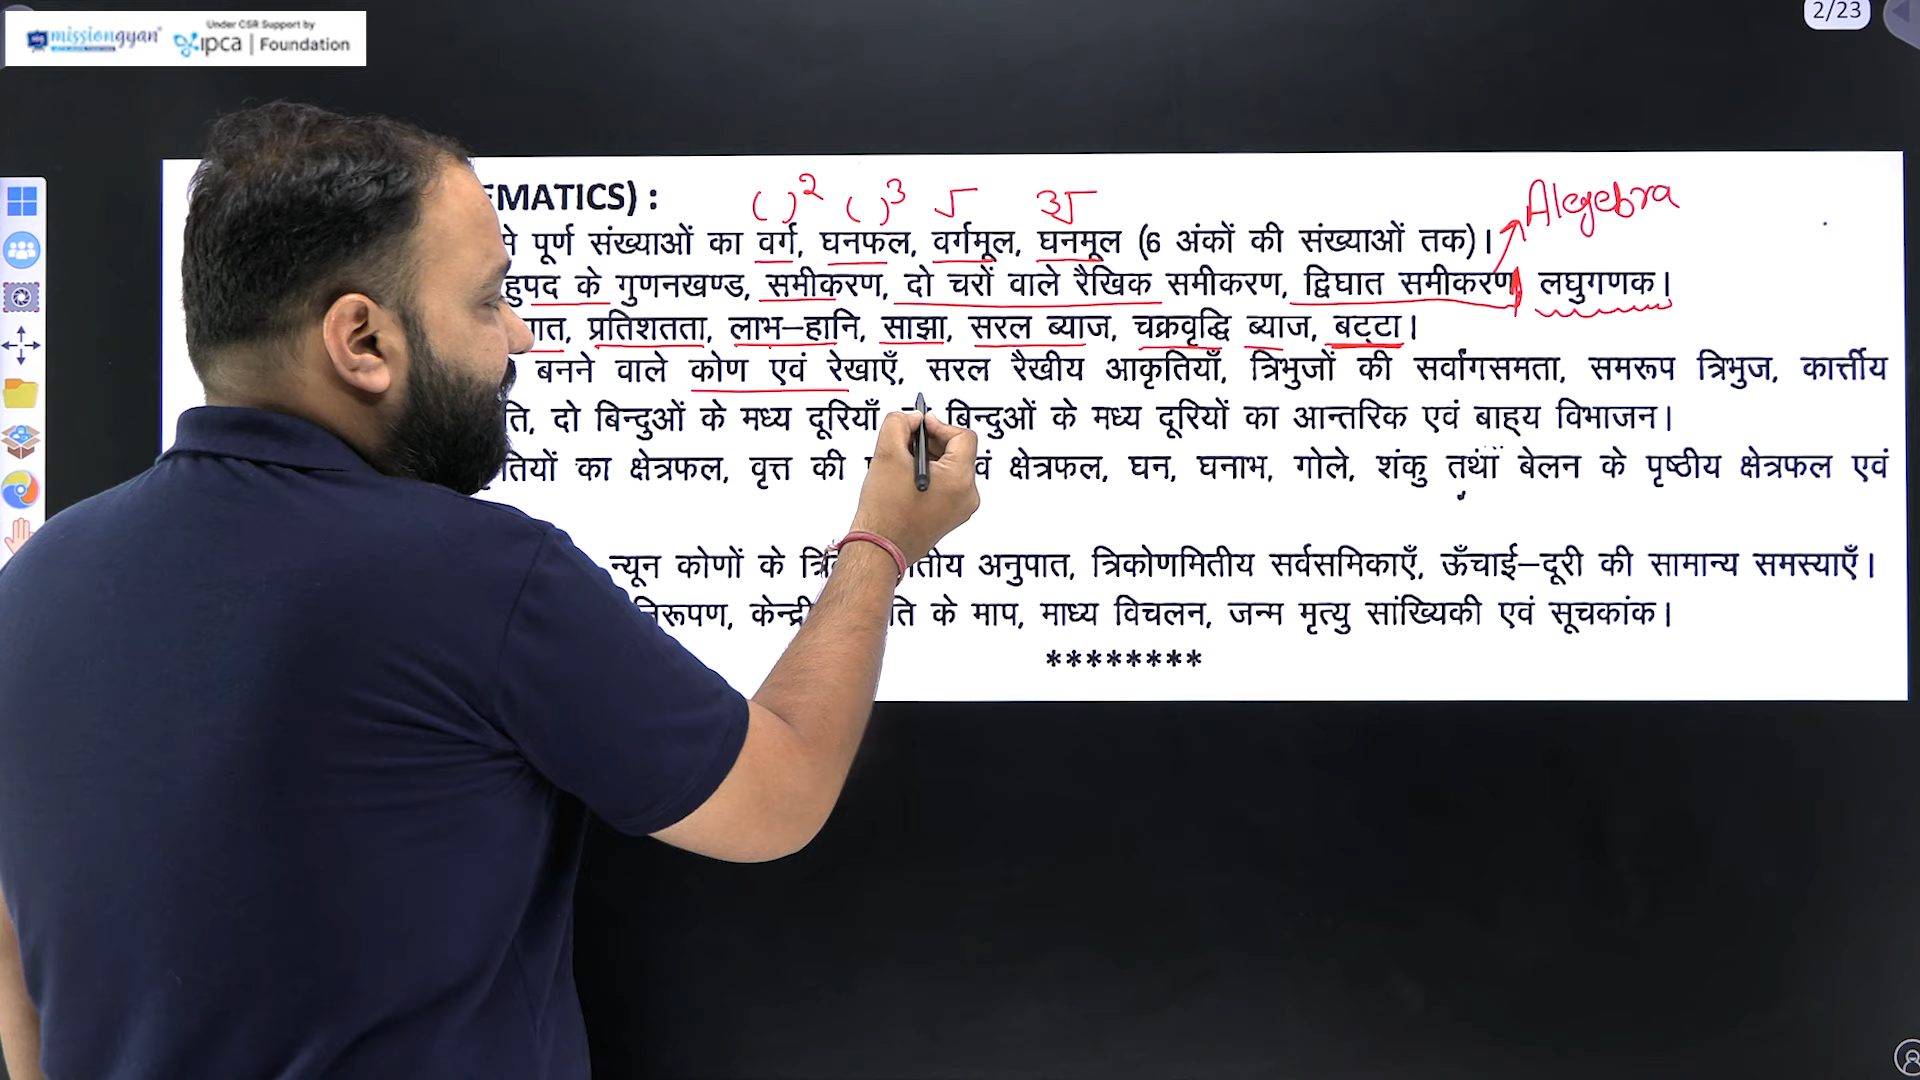 missiongyan
Under CSR Support by
ipca | Foundation
2/23
EMATICS) :
( )² ( )³ √ 3√
Algebra
से पूर्ण संख्याओं का वर्ग, घनफल, वर्गमूल, घनमूल (6 अंकों की संख्याओं तक)।
हुपद के गुणनखण्ड, समीकरण, दो चरों वाले रैखिक समीकरण, द्विघात समीकरण लघुगणक।
प्रतिशतता, लाभ–हानि, साझा, सरल ब्याज, चक्रवृद्धि ब्याज, बट्टा।
बनने वाले कोण एवं रेखाएँ, सरल रैखीय आकृतियाँ, त्रिभुजों की सर्वांगसमता, समरूप त्रिभुज, कार्त्तीय
ति, दो बिन्दुओं के मध्य दूरियाँ बिन्दुओं के मध्य दूरियों का आन्तरिक एवं बाह्य विभाजन।
तियों का क्षेत्रफल, वृत्त की वं क्षेत्रफल, घन, घनाभ, गोले, शंकु तथा बेलन के पृष्ठीय क्षेत्रफल एवं
न्यून कोणों के तीय अनुपात, त्रिकोणमितीय सर्वसमिकाएँ, ऊँचाई–दूरी की सामान्य समस्याएँ।
निरूपण, केन्द्री ति के माप, माध्य विचलन, जन्म मृत्यु सांख्यिकी एवं सूचकांक।
********